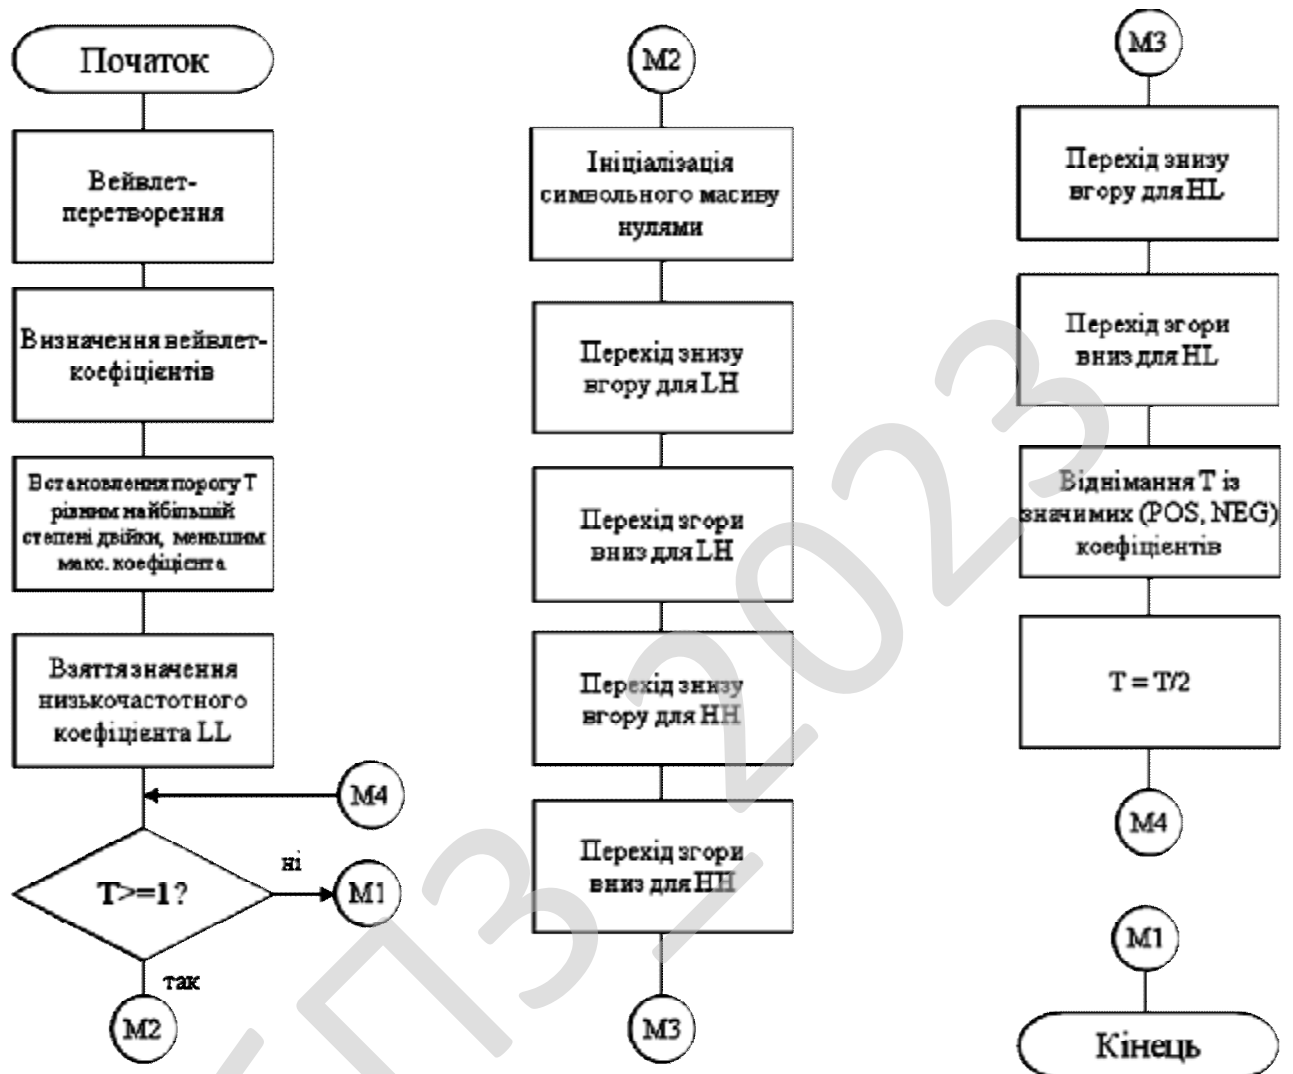 Початок
Вейвлет-
перетворення
Визначення вейвлет-
коефіцієнтів
Встановлення порогу Т
рівним найбільшій
степені двійки, меньшим
макс. коефіцієнта
Взяття значення
низькочастотного
коефіцієнта LL
M4
T>=1?
ні
M1
так
M2
M2
Ініціалізація
символьного масиву
нулями
Перехід знизу
вгору для LH
Перехід згори
вниз для LH
Перехід знизу
вгору для HH
Перехід згори
вниз для HH
M3
M3
Перехід знизу
вгору для HL
Перехід згори
вниз для HL
Віднімання Т із
значимих (POS, NEG)
коефіцієнтів
T = T/2
M4
M1
Кінець
ПЗ_2023